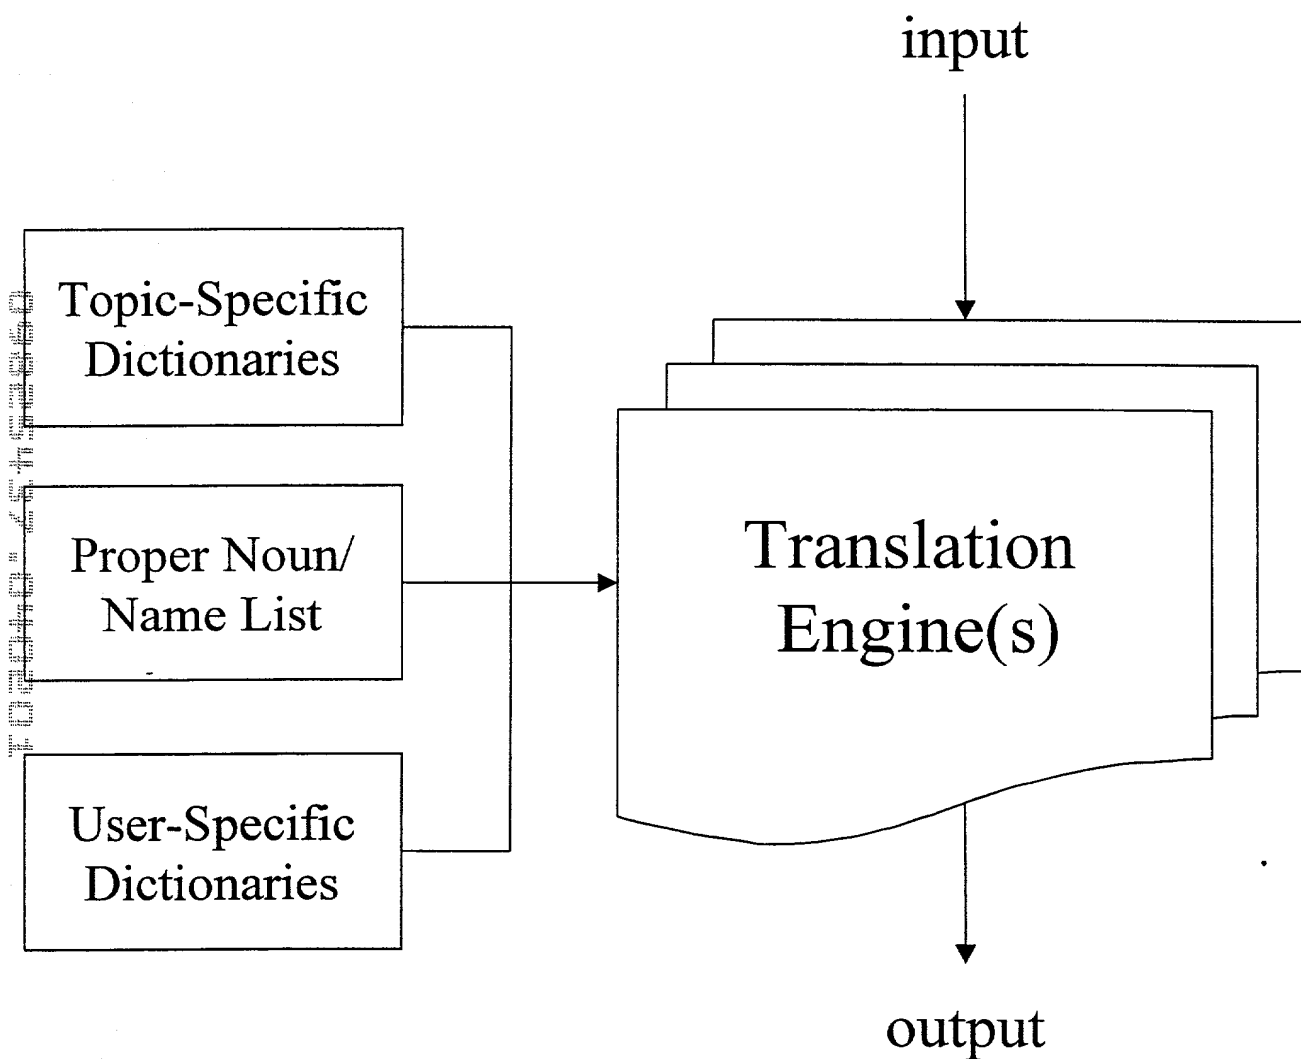 input
Topic-Specific
Dictionaries
Proper Noun/
Name List
User-Specific
Dictionaries
Translation
Engine(s)
output